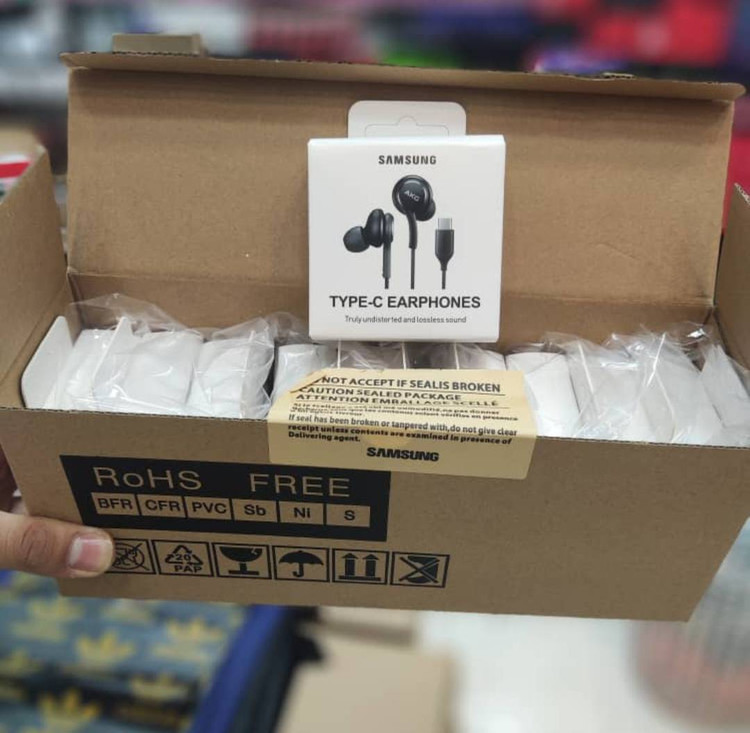 SAMSUNG
AKG
TYPE-C EARPHONES
Truly undistorted and lossless sound
NOT ACCEPT IF SEALIS BROKEN
CAUTION SEALED PACKAGE
ATTENTION EMBALLAGE SCELLÉ
If seal has been broken or tampered with,do not give clear
receipt unless contents are examined in presence of
Delivering agent.
SAMSUNG
RoHS FREE
BFR CFR PVC Sb Ni S
20
PAP